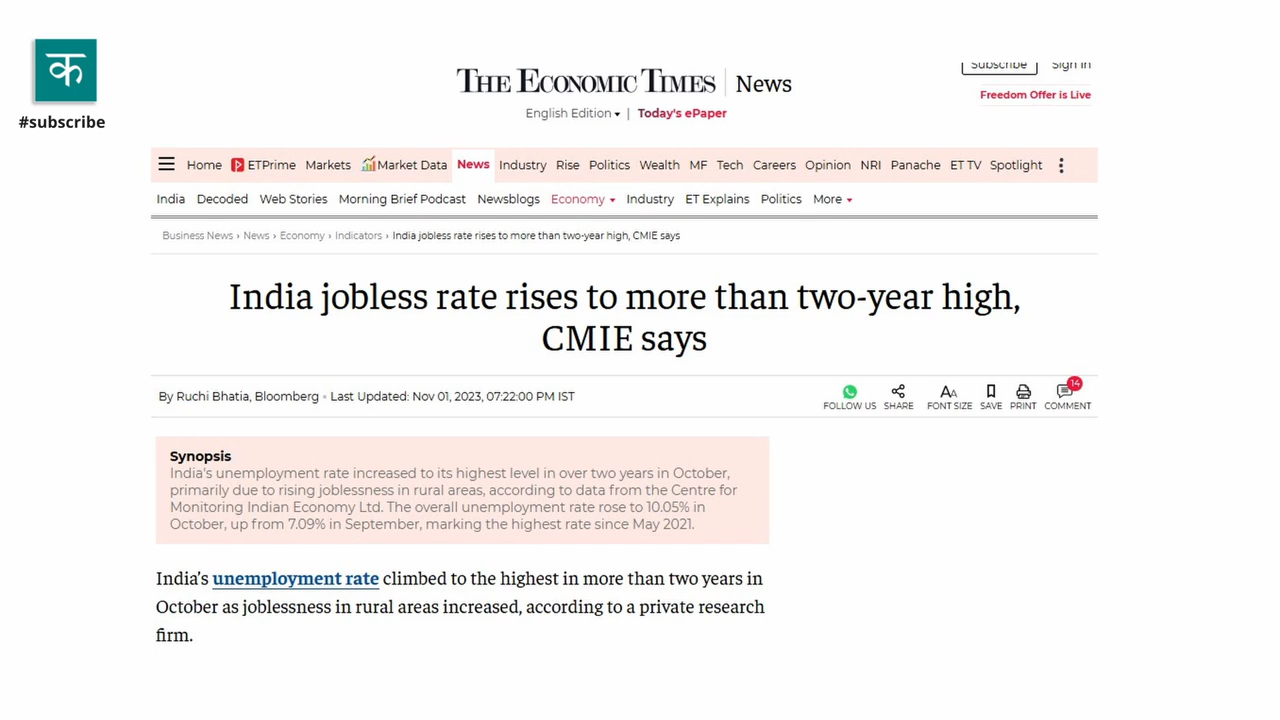 क
#subscribe
THE ECONOMIC TIMES | News
Subscribe Sign In
Freedom Offer is Live
English Edition | Today's ePaper
Home ETPrime Markets Market Data News Industry Rise Politics Wealth MF Tech Careers Opinion NRI Panache ET TV Spotlight
India Decoded Web Stories Morning Brief Podcast Newsblogs Economy Industry ET Explains Politics More
Business News › News › Economy › Indicators › India jobless rate rises to more than two-year high, CMIE says
India jobless rate rises to more than two-year high,
CMIE says
By Ruchi Bhatia, Bloomberg • Last Updated: Nov 01, 2023, 07:22:00 PM IST
14
FOLLOW US SHARE FONT SIZE SAVE PRINT COMMENT
Synopsis
India's unemployment rate increased to its highest level in over two years in October,
primarily due to rising joblessness in rural areas, according to data from the Centre for
Monitoring Indian Economy Ltd. The overall unemployment rate rose to 10.05% in
October, up from 7.09% in September, marking the highest rate since May 2021.
India's unemployment rate climbed to the highest in more than two years in
October as joblessness in rural areas increased, according to a private research
firm.